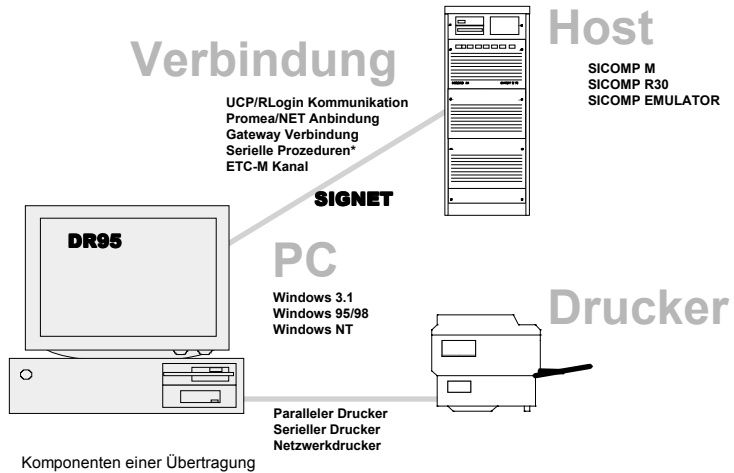 Host
SICOMP M
SICOMP R30
SICOMP EMULATOR
Verbindung
UCP/RLogin Kommunikation
Promea/NET Anbindung
Gateway Verbindung
Serielle Prozeduren*
ETC-M Kanal
SIGNET
DR95
PC
Windows 3.1
Windows 95/98
Windows NT
Drucker
Paralleler Drucker
Serieller Drucker
Netzwerkdrucker
Komponenten einer Übertragung